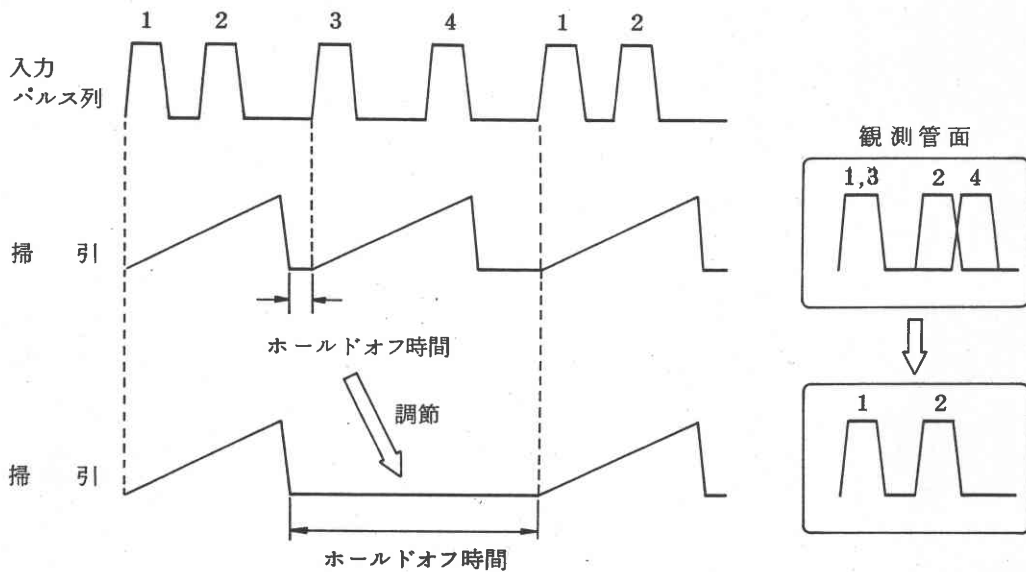 1 2 3 4 1 2
入力
パルス列
観測管面
1,3 2 4
掃引
ホールドオフ時間
調節
1 2
掃引
ホールドオフ時間